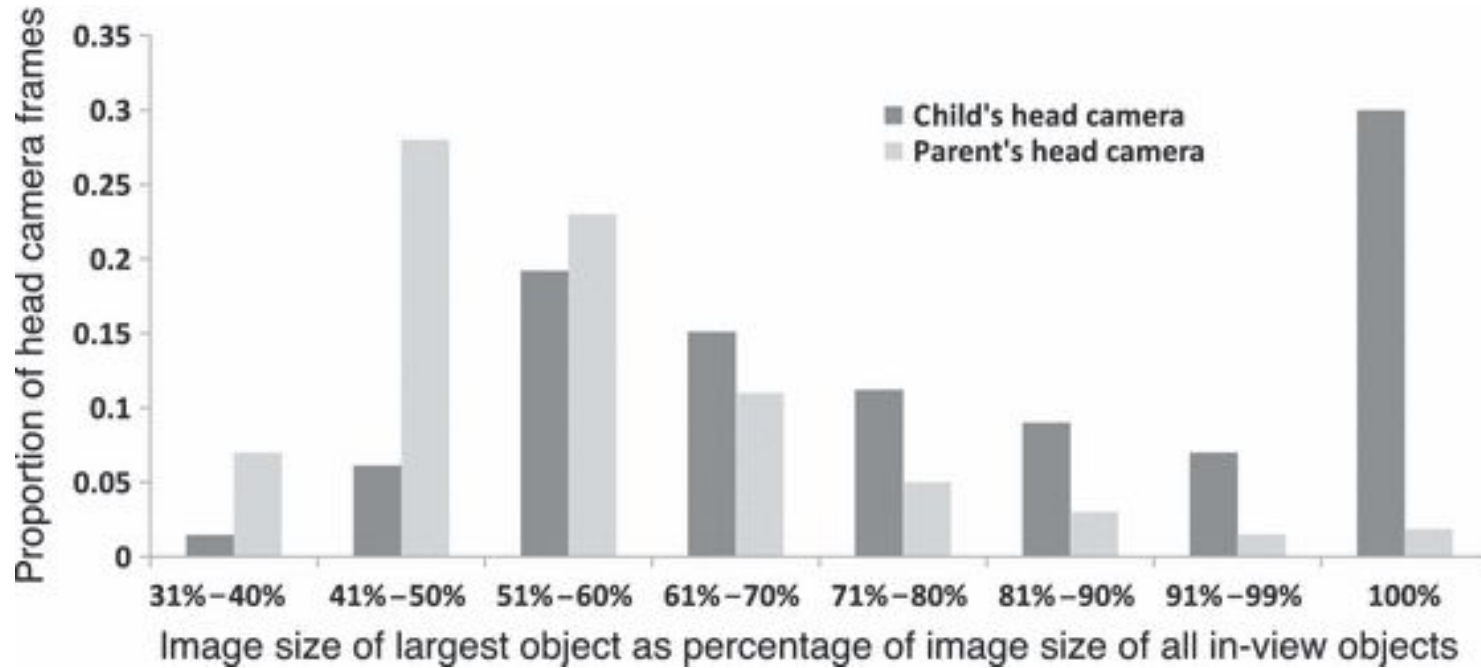 Proportion of head camera frames
0.35
0.3
0.25
0.2
0.15
0.1
0.05
0
Child's head camera
Parent's head camera
31%–40% 41%–50% 51%–60% 61%–70% 71%–80% 81%–90% 91%–99% 100%
Image size of largest object as percentage of image size of all in-view objects